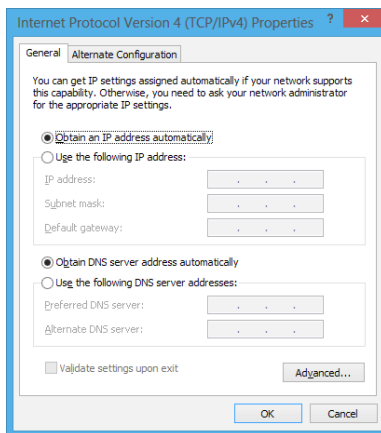 Internet Protocol Version 4 (TCP/IPv4) Properties ? ×
General Alternate Configuration
You can get IP settings assigned automatically if your network supports
this capability. Otherwise, you need to ask your network administrator
for the appropriate IP settings.
Obtain an IP address automatically
Use the following IP address:
IP address: . . .
Subnet mask: . . .
Default gateway: . . .
Obtain DNS server address automatically
Use the following DNS server addresses:
Preferred DNS server: . . .
Alternate DNS server: . . .
Validate settings upon exit
Advanced...
OK Cancel